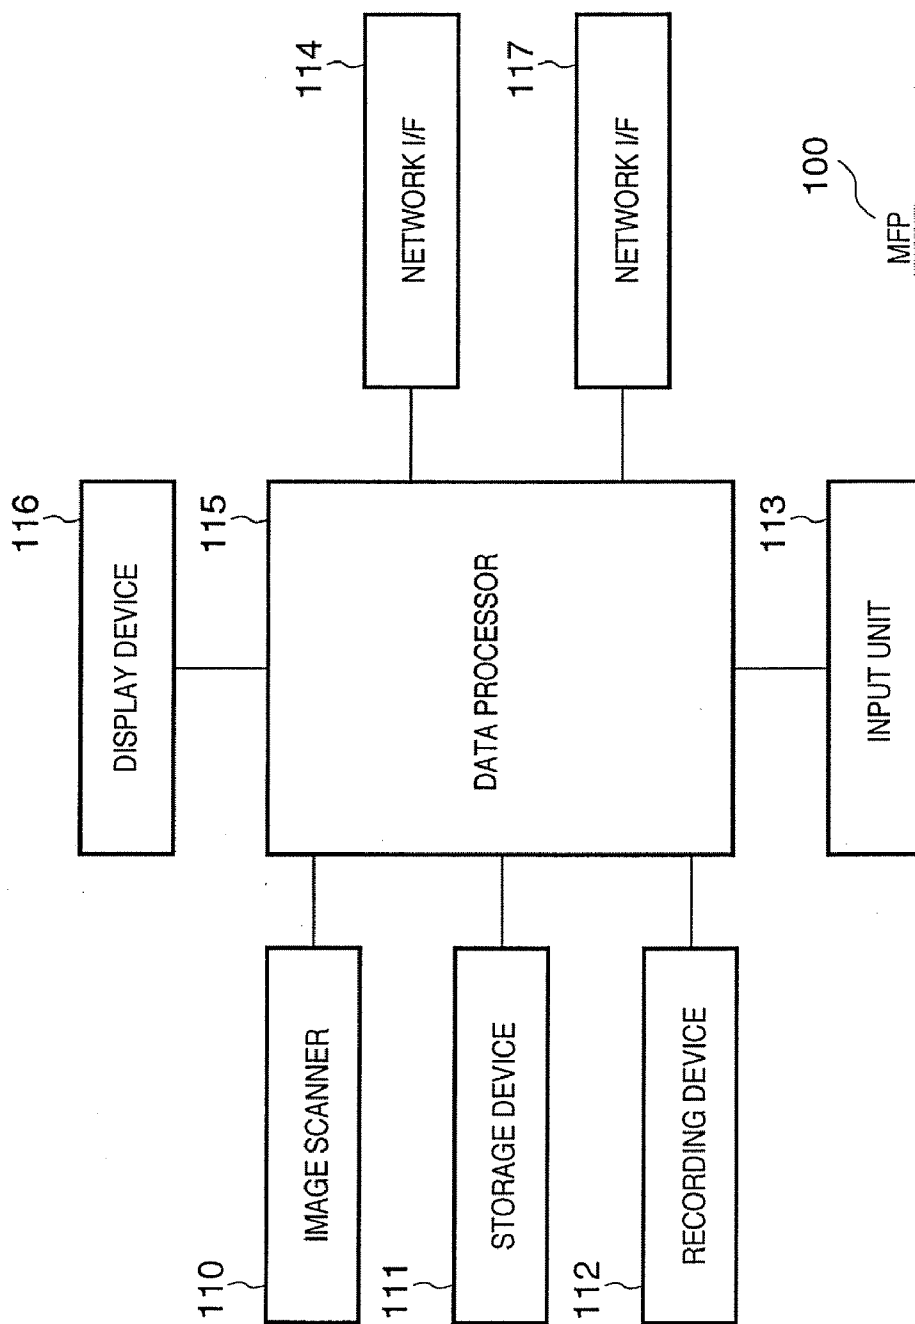 116
DISPLAY DEVICE
110
IMAGE SCANNER
115
DATA PROCESSOR
114
NETWORK I/F
111
STORAGE DEVICE
112
RECORDING DEVICE
117
NETWORK I/F
113
INPUT UNIT
100
MFP